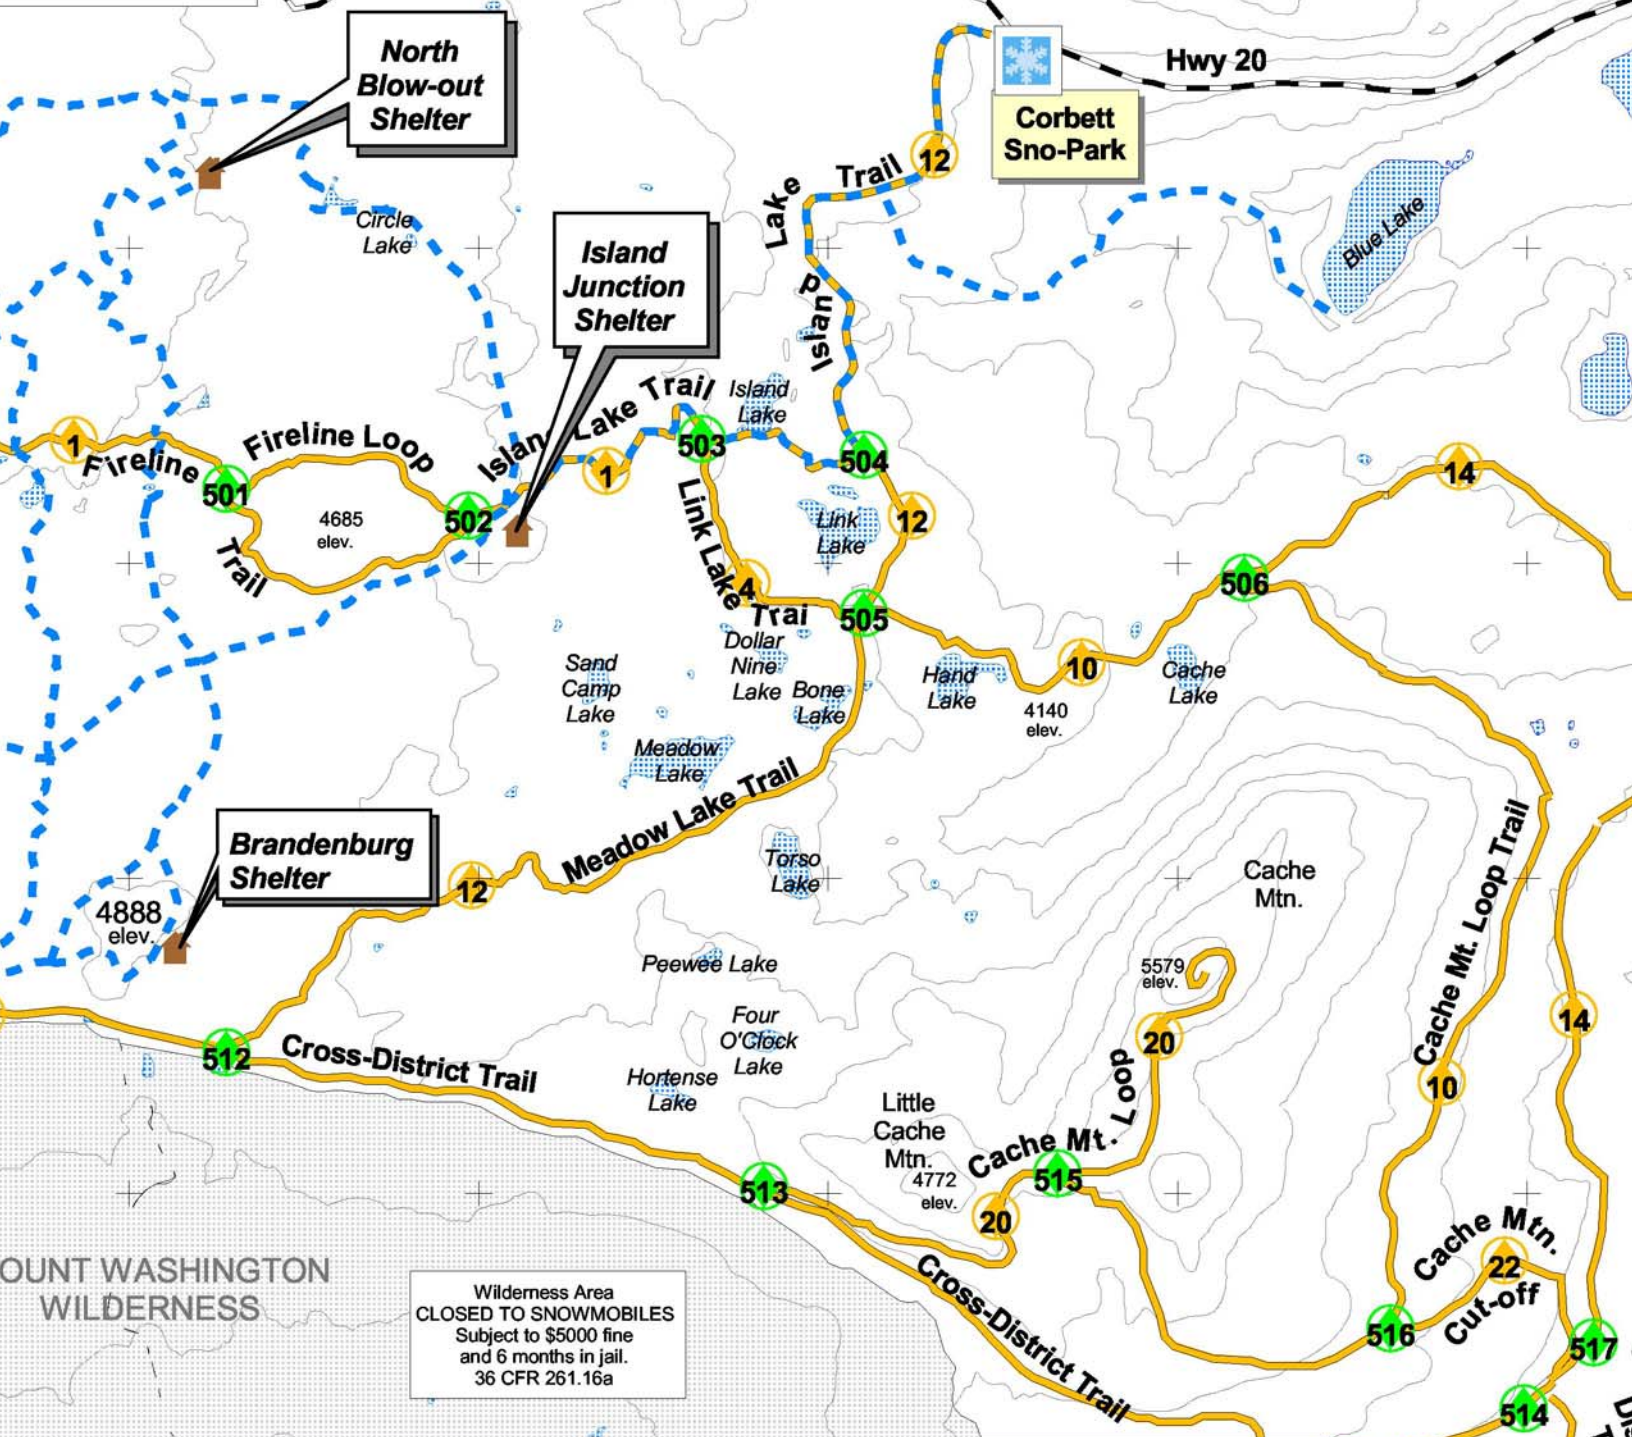 North
Blow-out
Shelter
Hwy 20
Corbett
Sno-Park
12
Lake Trail
Island
Circle
Lake
Blue Lake
Island
Junction
Shelter
Island Lake Trail
Island
Lake
1
Fireline
Trail
Fireline Loop
501
502
1
503
504
14
4685
elev.
Link
Lake
12
Link Lake Trai
4
505
506
Dollar
Nine
Lake
Bone
Lake
Sand
Camp
Lake
Hand
Lake
10
Cache
Lake
4140
elev.
Meadow
Lake
Meadow Lake Trail
Brandenburg
Shelter
12
Torso
Lake
Cache
Mtn.
Cache Mt. Loop Trail
4888
elev.
Peewee Lake
5579
elev.
Four
O'Clock
Lake
20
14
512
Cross-District Trail
Hortense
Lake
10
Little
Cache
Mtn.
4772
elev.
Cache Mt. Loop
515
513
20
OUNT WASHINGTON
WILDERNESS
Wilderness Area
CLOSED TO SNOWMOBILES
Subject to $5000 fine
and 6 months in jail.
36 CFR 261.16a
Cross-District Trail
Cache Mtn.
22
Cut-off
516
517
514